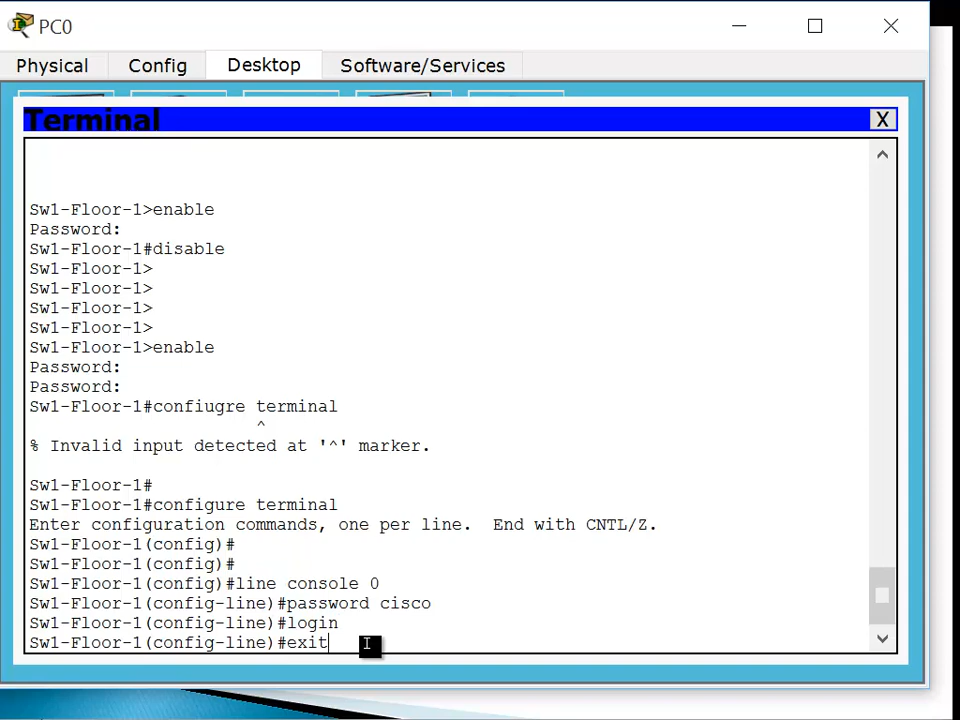 PC0
Physical Config Desktop Software/Services
Terminal X
Sw1-Floor-1>enable
Password:
Sw1-Floor-1#disable
Sw1-Floor-1>
Sw1-Floor-1>
Sw1-Floor-1>
Sw1-Floor-1>
Sw1-Floor-1>enable
Password:
Password:
Sw1-Floor-1#confiugre terminal
^
% Invalid input detected at '^' marker.
Sw1-Floor-1#
Sw1-Floor-1#configure terminal
Enter configuration commands, one per line.  End with CNTL/Z.
Sw1-Floor-1(config)#
Sw1-Floor-1(config)#
Sw1-Floor-1(config)#line console 0
Sw1-Floor-1(config-line)#password cisco
Sw1-Floor-1(config-line)#login
Sw1-Floor-1(config-line)#exit